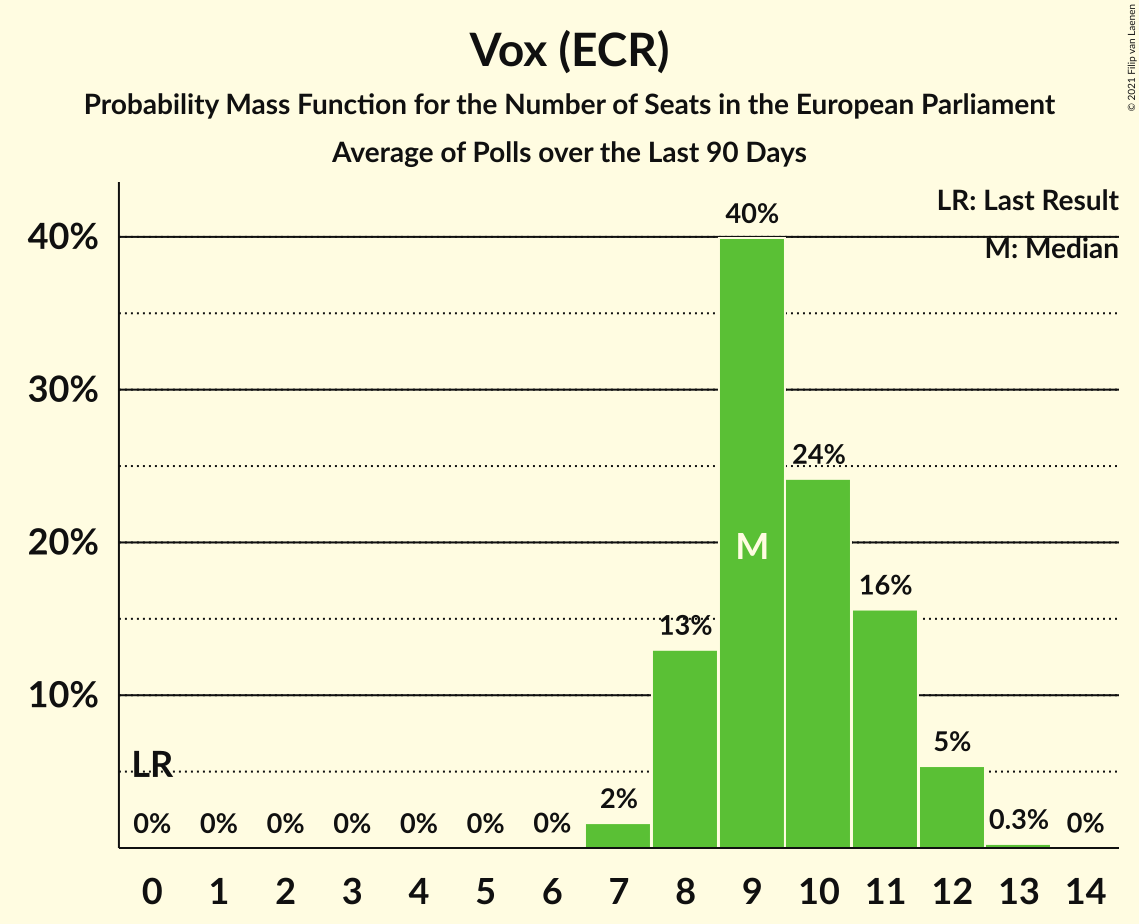 Vox (ECR)
Probability Mass Function for the Number of Seats in the European Parliament
Average of Polls over the Last 90 Days
© 2021 Filip van Laenen
LR: Last Result
M: Median
40%
30%
20%
10%
40%
24%
M
16%
13%
LR
5%
2%
0% 0% 0% 0% 0% 0% 0% 0.3% 0%
0 1 2 3 4 5 6 7 8 9 10 11 12 13 14